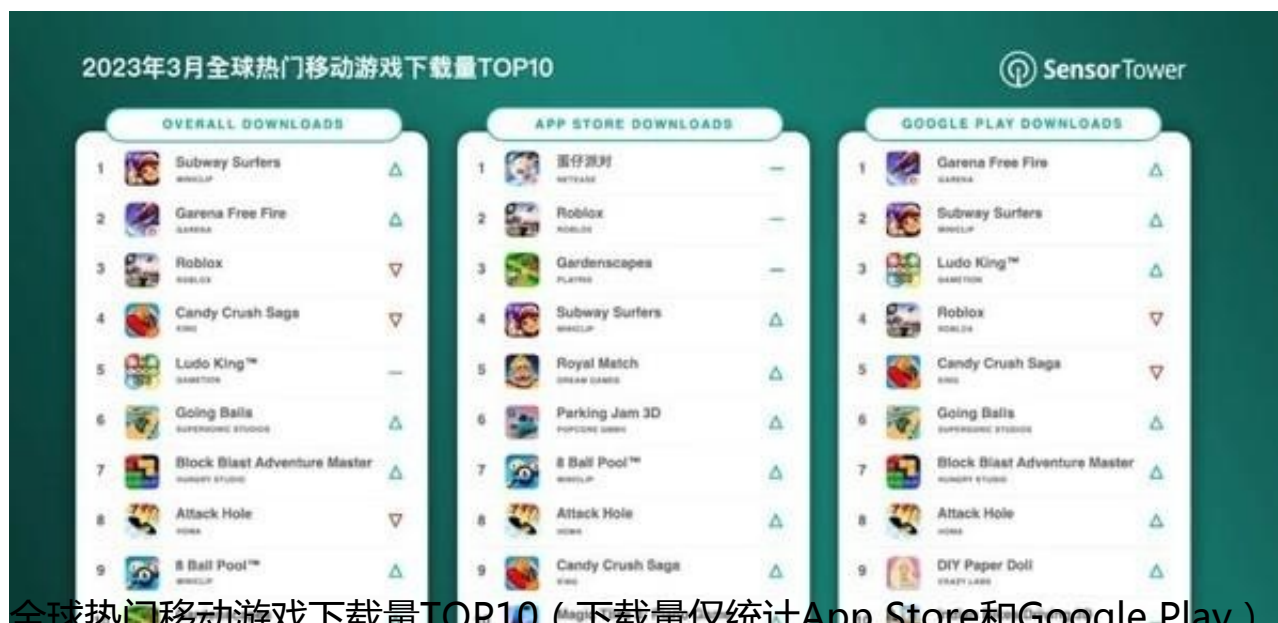 2023年3月全球热门移动游戏下载量TOP10
SensorTower
OVERALL DOWNLOADS
1 Subway Surfers
MINICLIP
2 Garena Free Fire
GARENA
3 Roblox
ROBLOX
4 Candy Crush Saga
KING
5 Ludo King™
GAMETION
6 Going Balls
SUPERSONIC STUDIOS
7 Block Blast Adventure Master
HUNGRY STUDIO
8 Attack Hole
HOMA
9 8 Ball Pool™
MINICLIP
APP STORE DOWNLOADS
1 蛋仔派对
NETEASE
2 Roblox
ROBLOX
3 Gardenscapes
PLAYRIX
4 Subway Surfers
MINICLIP
5 Royal Match
DREAM GAMES
6 Parking Jam 3D
POPCORE GMBH
7 8 Ball Pool™
MINICLIP
8 Attack Hole
HOMA
9 Candy Crush Saga
KING
GOOGLE PLAY DOWNLOADS
1 Garena Free Fire
GARENA
2 Subway Surfers
MINICLIP
3 Ludo King™
GAMETION
4 Roblox
ROBLOX
5 Candy Crush Saga
KING
6 Going Balls
SUPERSONIC STUDIOS
7 Block Blast Adventure Master
HUNGRY STUDIO
8 Attack Hole
HOMA
9 DIY Paper Doll
CRAZY LABS
全球热门移动游戏下载量TOP10（下载量仅统计App Store和Google Play）